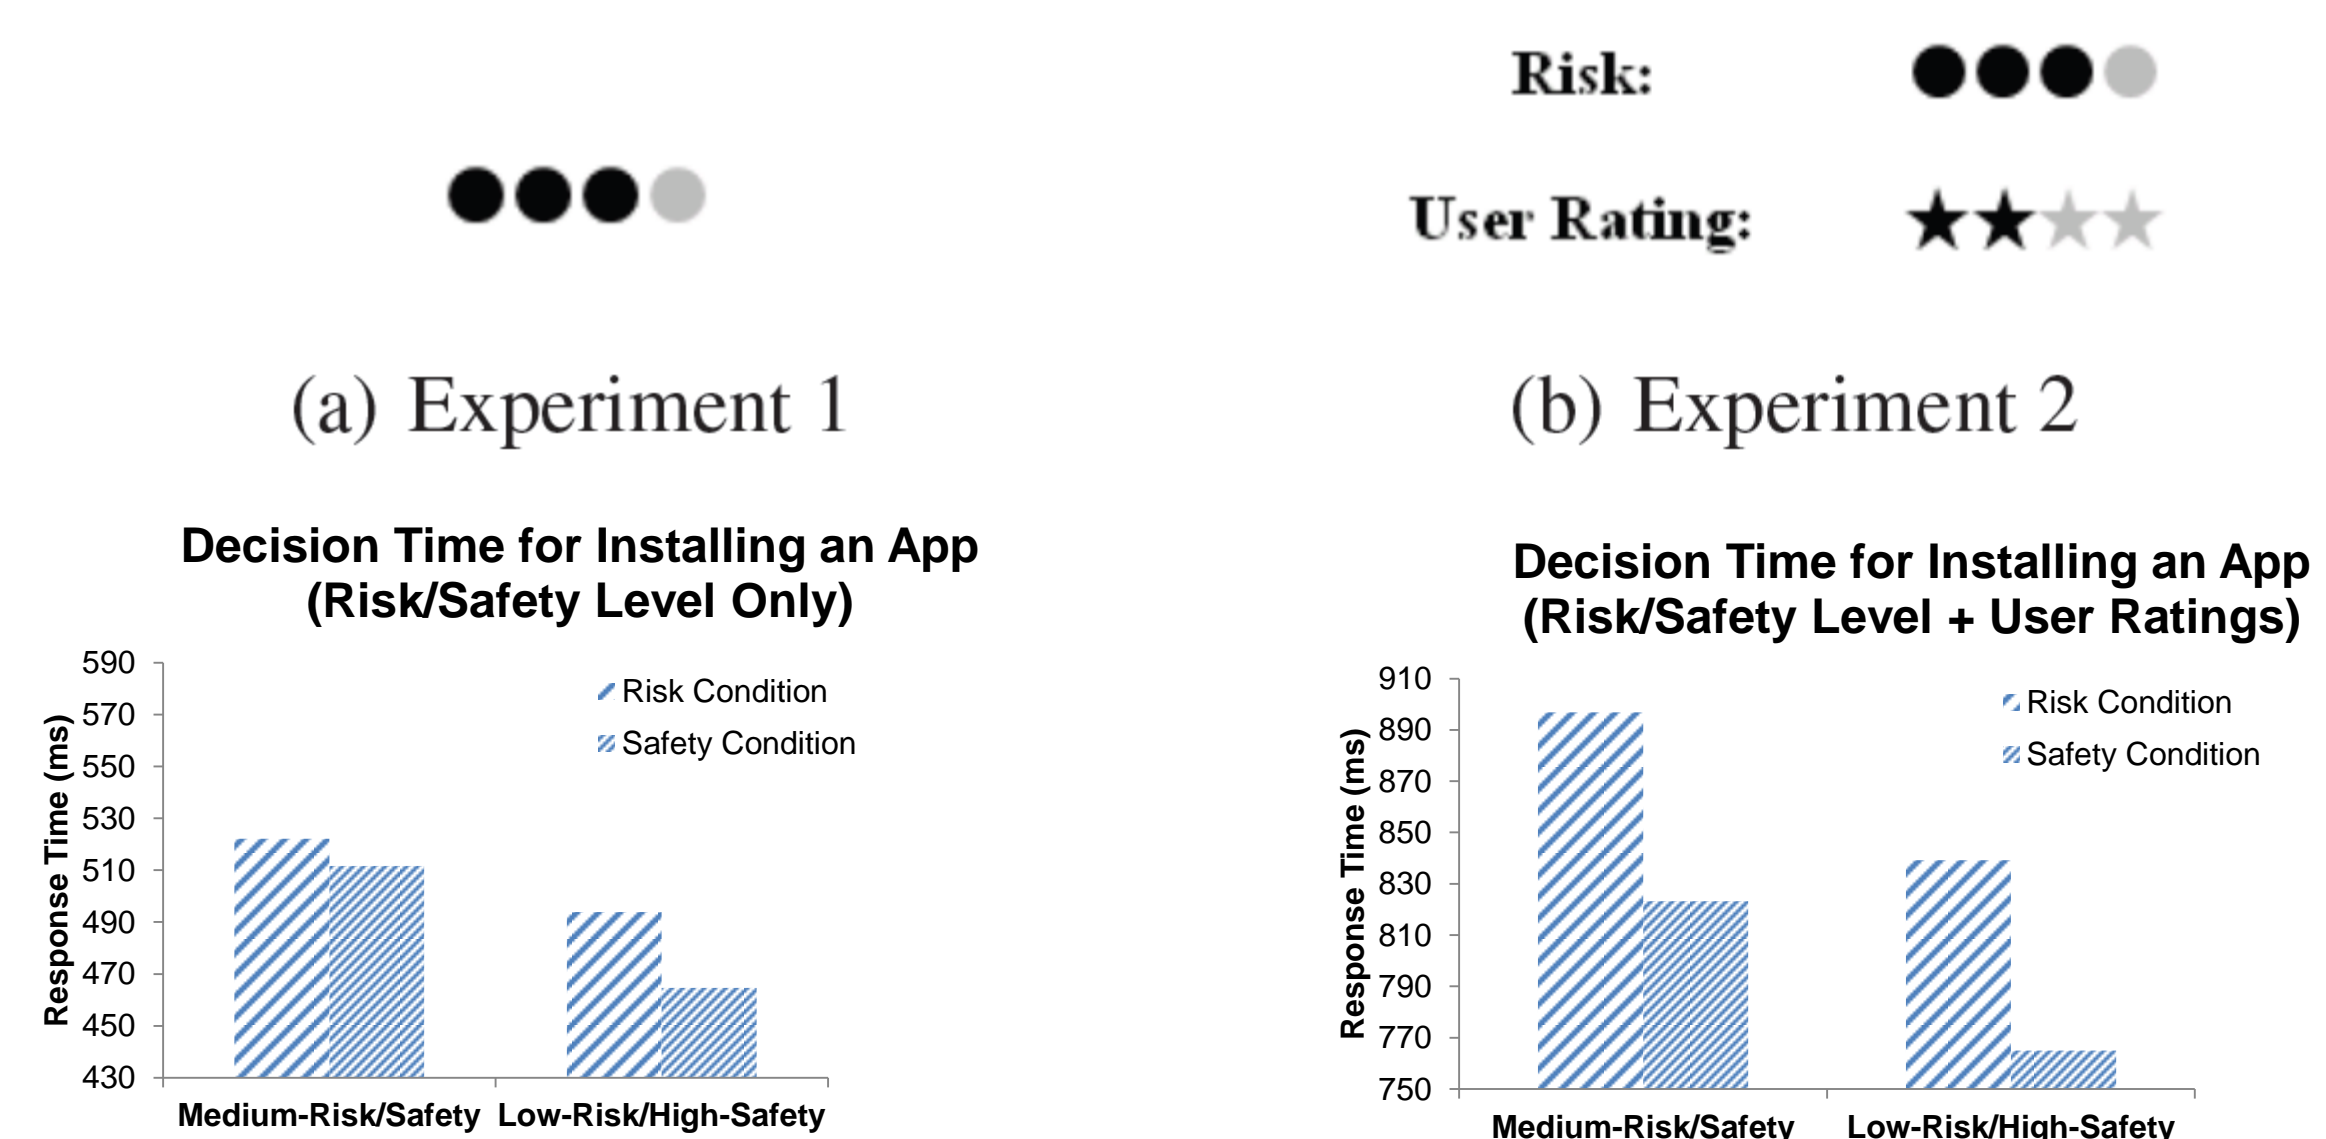 Risk:
User Rating:
(a) Experiment 1
(b) Experiment 2
Decision Time for Installing an App
(Risk/Safety Level Only)
590
570
550
530
510
490
470
450
430
Response Time (ms)
Risk Condition
Safety Condition
Medium-Risk/Safety
Low-Risk/High-Safety
Decision Time for Installing an App
(Risk/Safety Level + User Ratings)
910
890
870
850
830
810
790
770
750
Response Time (ms)
Risk Condition
Safety Condition
Medium-Risk/Safety
Low-Risk/High-Safety